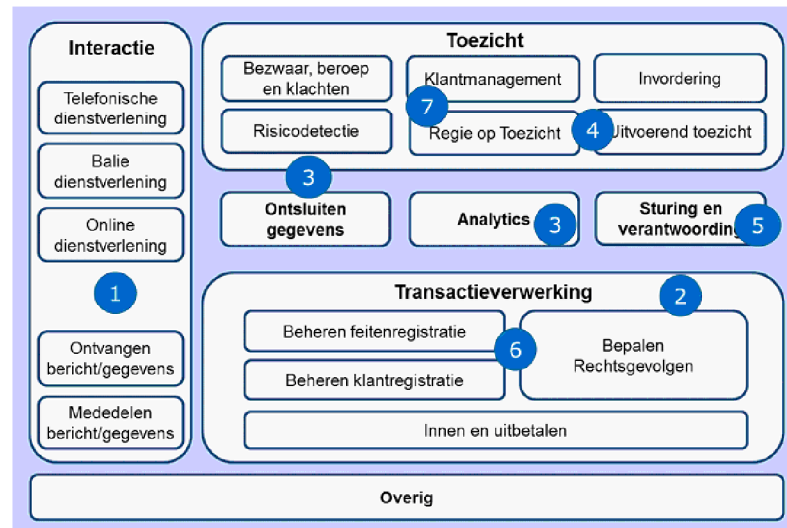 Interactie
Telefonische
dienstverlening
Balie
dienstverlening
Online
dienstverlening
1
Ontvangen
bericht/gegevens
Mededelen
bericht/gegevens
Toezicht
Bezwaar, beroep
en klachten
Klantmanagement
Invordering
7
Risicodetectie
Regie op Toezicht
4
Uitvoerend toezicht
3
Ontsluiten
gegevens
Analytics
3
Sturing en
verantwoording
5
Transactieverwerking
2
Beheren feitenregistratie
6
Bepalen
Rechtsgevolgen
Beheren klantregistratie
Innen en uitbetalen
Overig